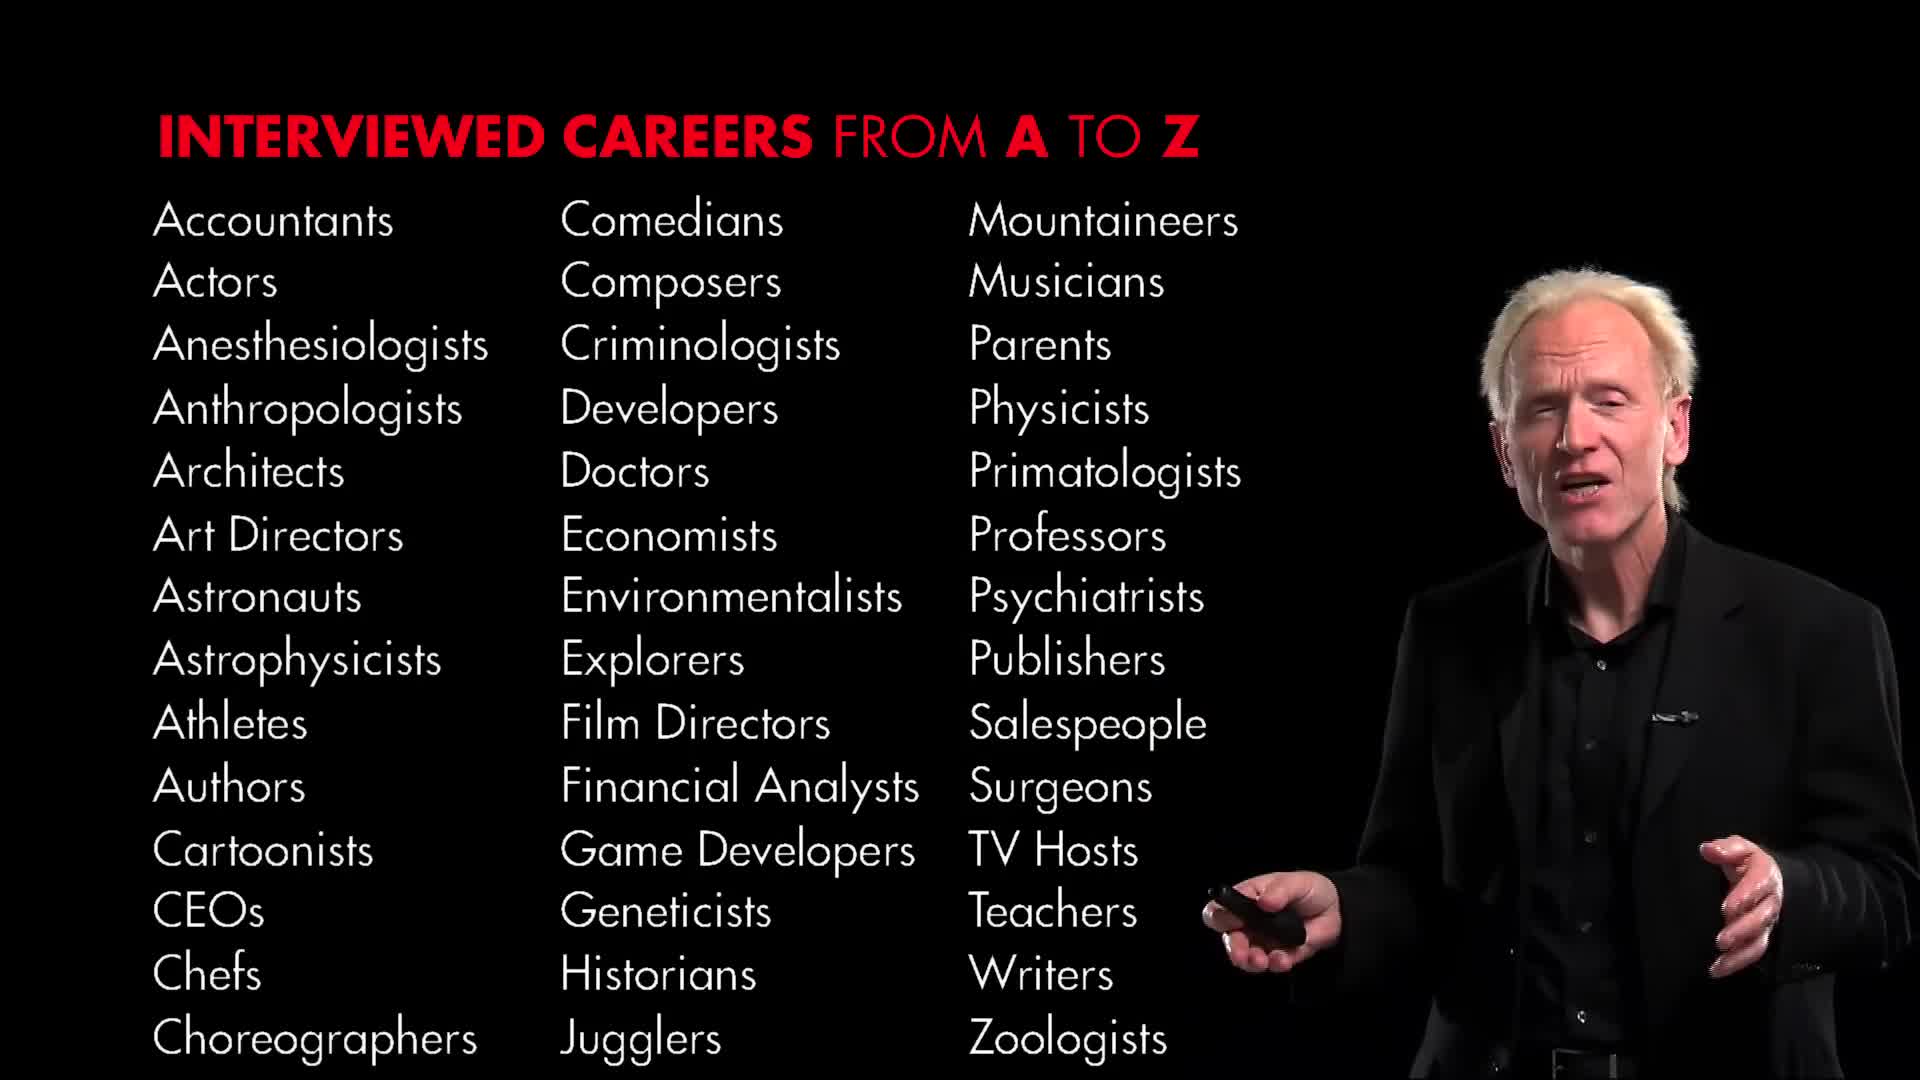 INTERVIEWED CAREERS FROM A TO Z
Accountants
Actors
Anesthesiologists
Anthropologists
Architects
Art Directors
Astronauts
Astrophysicists
Athletes
Authors
Cartoonists
CEOs
Chefs
Choreographers
Comedians
Composers
Criminologists
Developers
Doctors
Economists
Environmentalists
Explorers
Film Directors
Financial Analysts
Game Developers
Geneticists
Historians
Jugglers
Mountaineers
Musicians
Parents
Physicists
Primatologists
Professors
Psychiatrists
Publishers
Salespeople
Surgeons
TV Hosts
Teachers
Writers
Zoologists